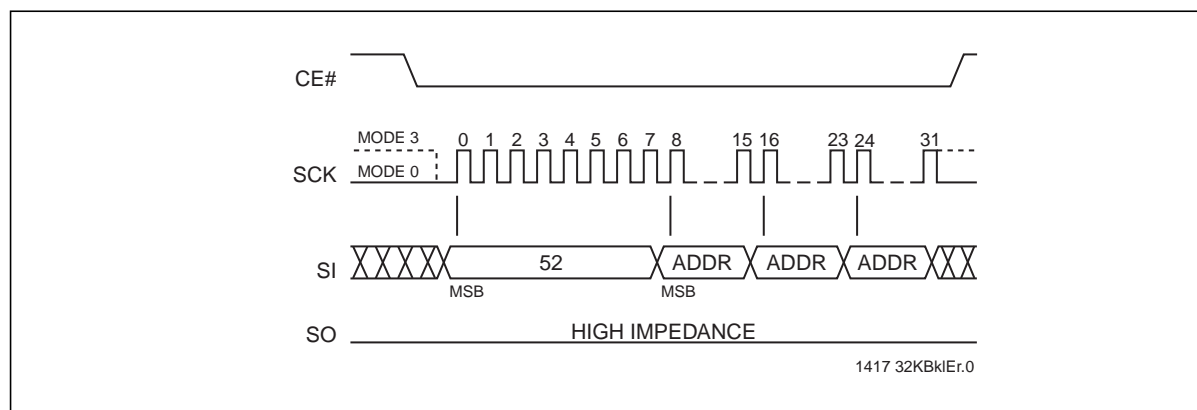 CE#
MODE 3
0 1 2 3 4 5 6 7 8 15 16 23 24 31
SCK
MODE 0
SI
52
ADDR
ADDR
ADDR
MSB
MSB
SO
HIGH IMPEDANCE
1417 32KBklEr.0